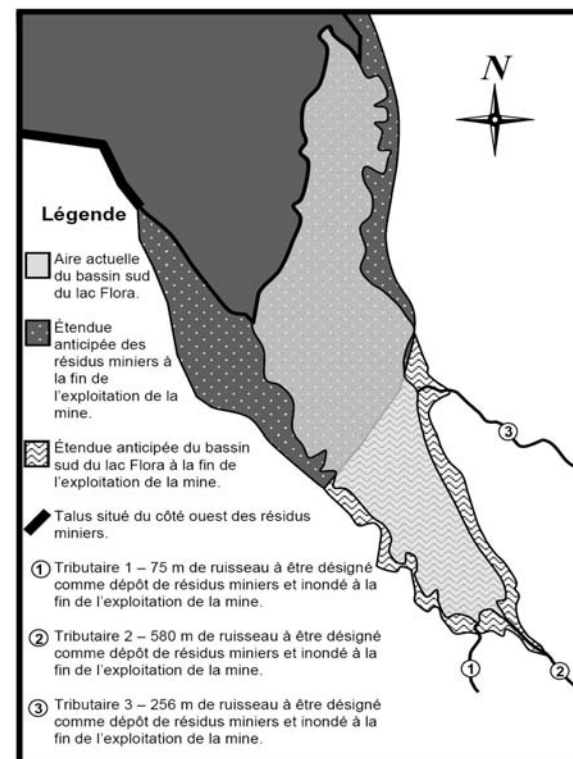 N
Légende
Aire actuelle
du bassin sud
du lac Flora.
Étendue
anticipée des
résidus miniers à
la fin de
l'exploitation de la
mine.
Étendue anticipée du bassin
sud du lac Flora à la fin de
l'exploitation de la mine.
Talus situé du côté ouest des résidus
miniers.
1 Tributaire 1 – 75 m de ruisseau à être désigné
comme dépôt de résidus miniers et inondé à la
fin de l'exploitation de la mine.
2 Tributaire 2 – 580 m de ruisseau à être désigné
comme dépôt de résidus miniers et inondé à la
fin de l'exploitation de la mine.
3 Tributaire 3 – 256 m de ruisseau à être désigné
comme dépôt de résidus miniers et inondé à la
fin de l'exploitation de la mine.
3
1
2